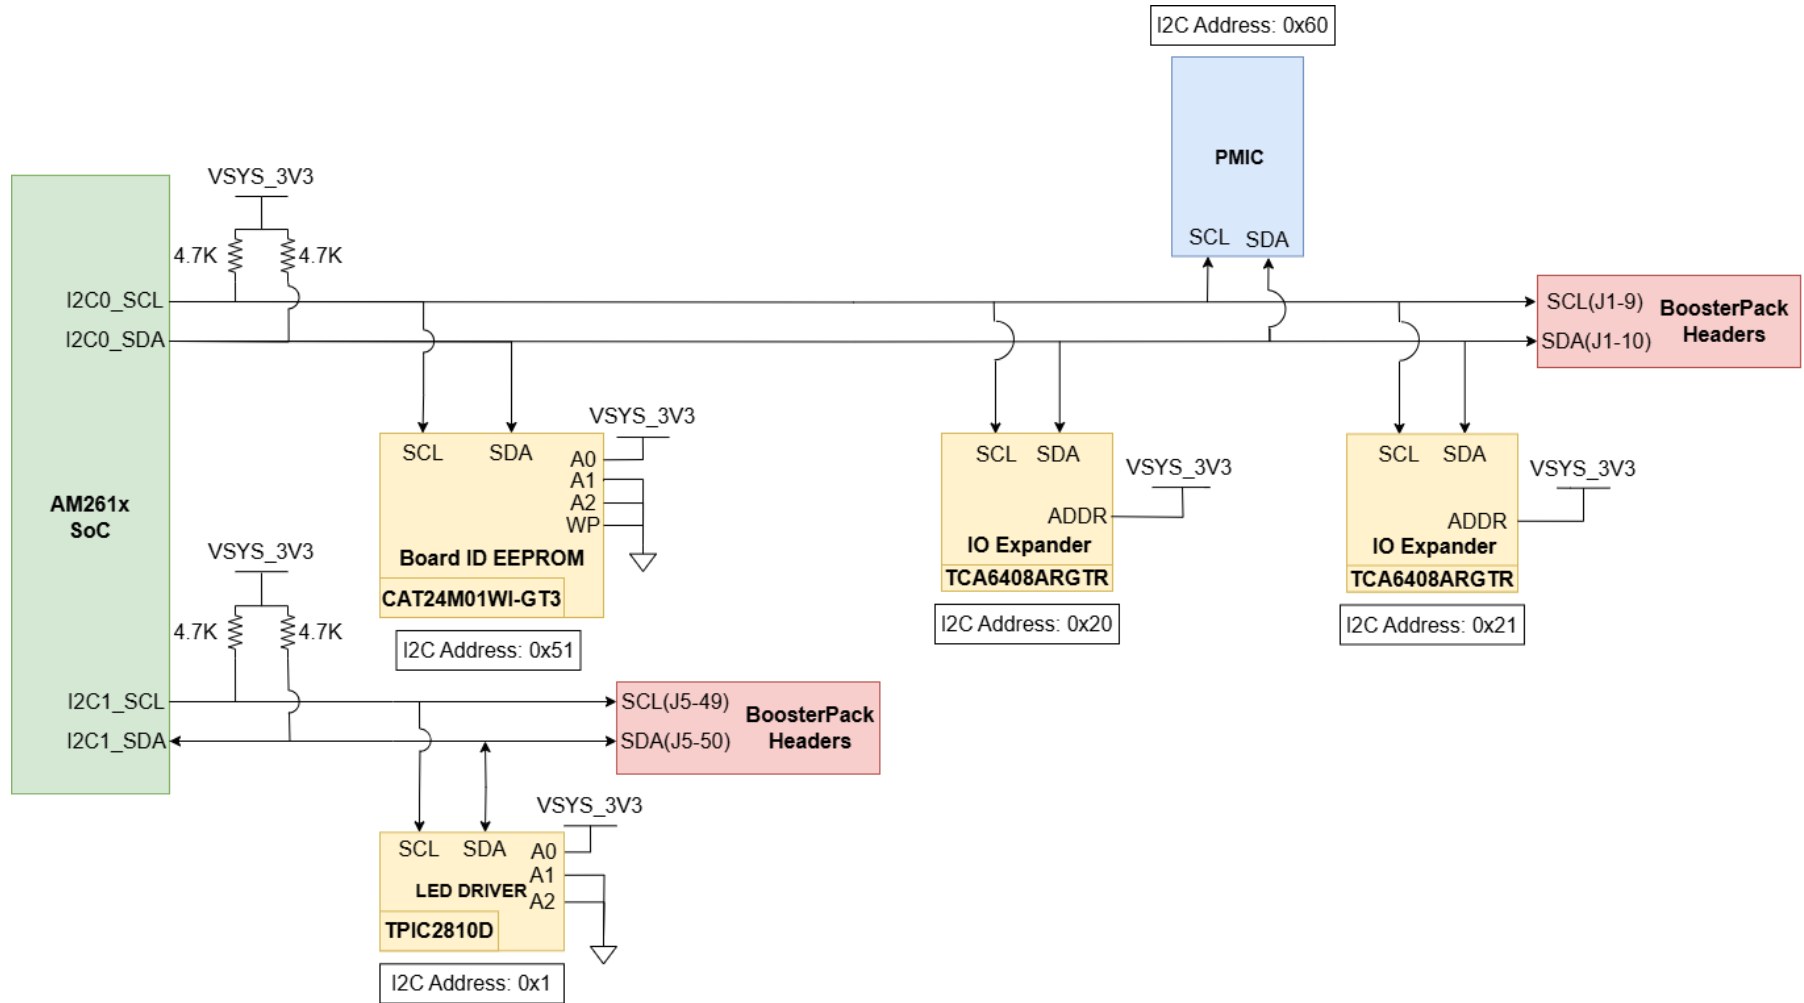 I2C Address: 0x60
PMIC
SCL
SDA
VSYS_3V3
4.7K
4.7K
I2C0_SCL
I2C0_SDA
SCL(J1-9)
SDA(J1-10)
BoosterPack
Headers
AM261x
SoC
SCL
SDA
VSYS_3V3
A0
A1
A2
WP
Board ID EEPROM
CAT24M01WI-GT3
I2C Address: 0x51
SCL
SDA
VSYS_3V3
ADDR
IO Expander
TCA6408ARGTR
I2C Address: 0x20
SCL
SDA
VSYS_3V3
ADDR
IO Expander
TCA6408ARGTR
I2C Address: 0x21
VSYS_3V3
4.7K
4.7K
I2C1_SCL
I2C1_SDA
SCL(J5-49)
SDA(J5-50)
BoosterPack
Headers
VSYS_3V3
SCL
SDA
A0
A1
A2
LED DRIVER
TPIC2810D
I2C Address: 0x1